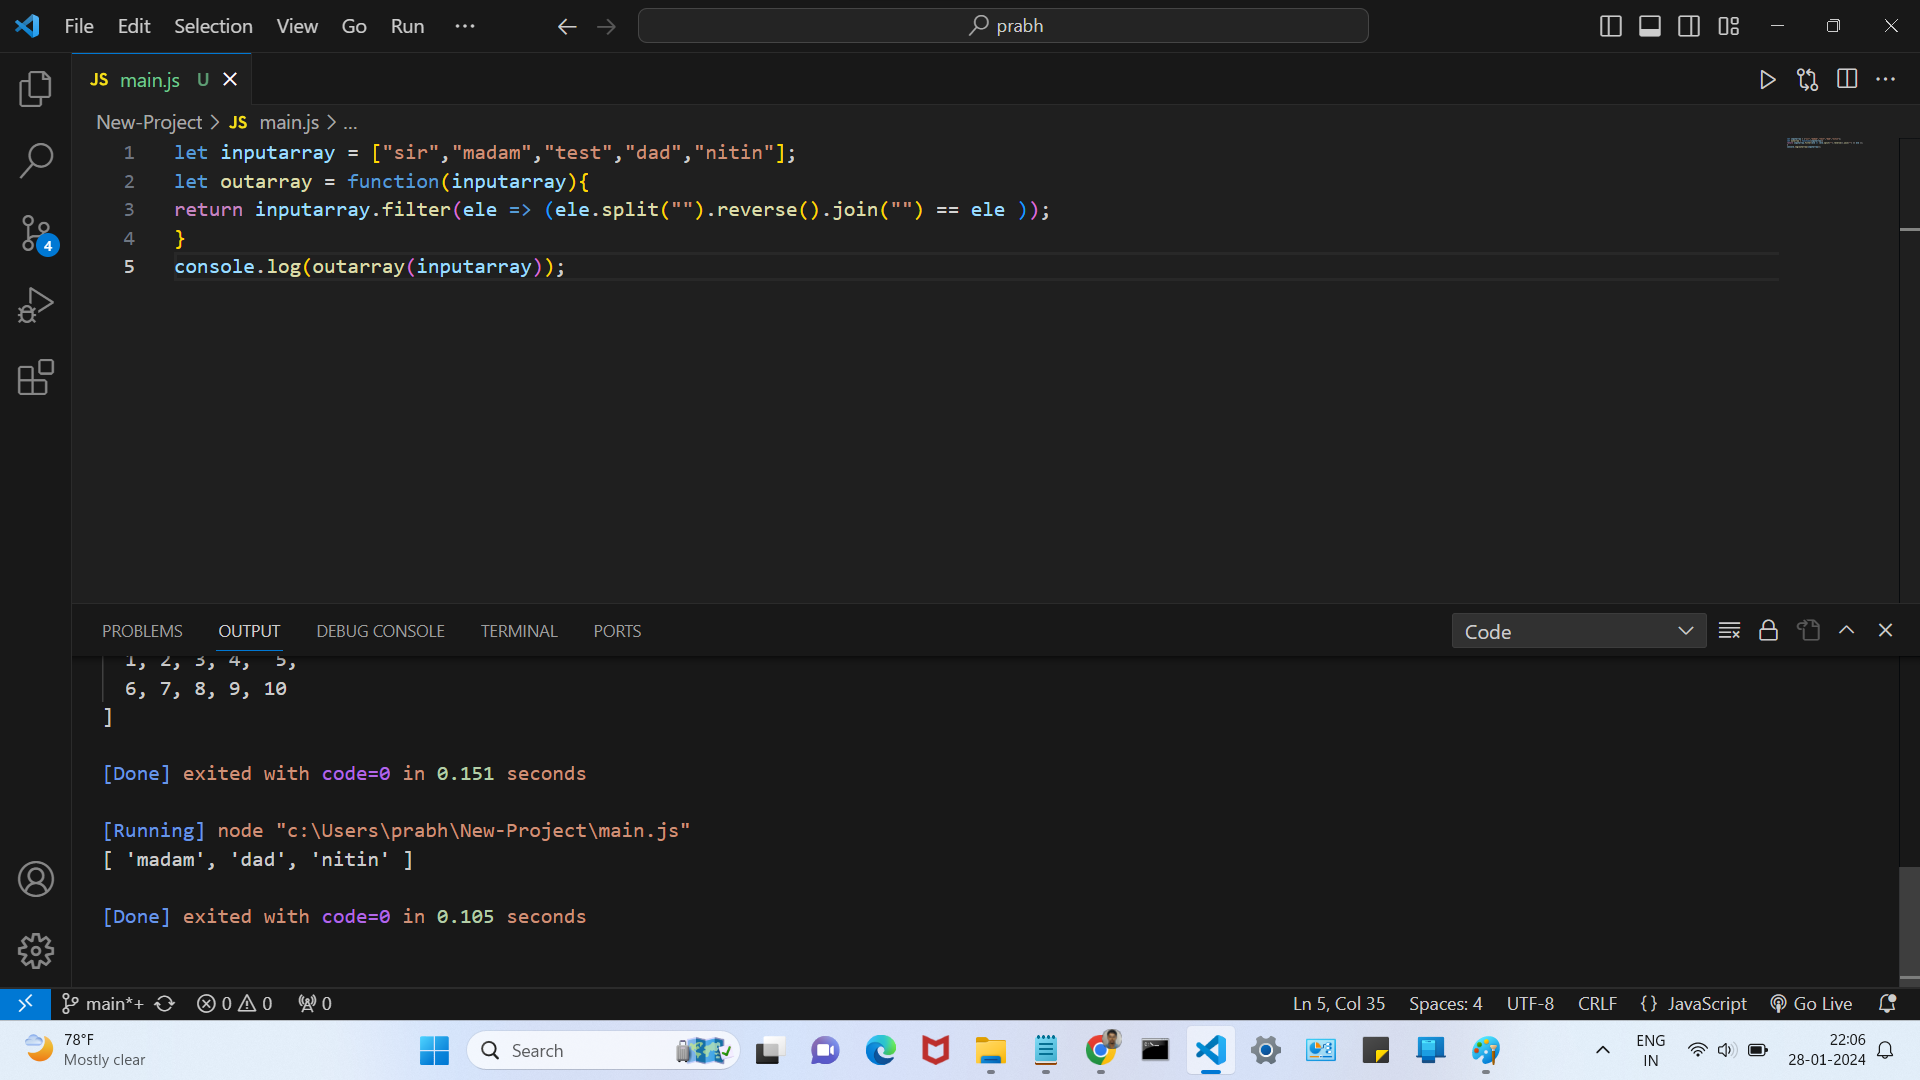 File Edit Selection View Go Run ···
prabh
JS main.js U
New-Project > JS main.js > ...
1 let inputarray = ["sir","madam","test","dad","nitin"];
2 let outarray = function(inputarray){
3 return inputarray.filter(ele => (ele.split("").reverse().join("") == ele ));
4 }
5 console.log(outarray(inputarray));
PROBLEMS OUTPUT DEBUG CONSOLE TERMINAL PORTS
Code
1, 2, 3, 4, 5,
6, 7, 8, 9, 10
]
[Done] exited with code=0 in 0.151 seconds
[Running] node "c:\Users\prabh\New-Project\main.js"
[ 'madam', 'dad', 'nitin' ]
[Done] exited with code=0 in 0.105 seconds
4
main*+ 0 0 0
Ln 5, Col 35 Spaces: 4 UTF-8 CRLF {} JavaScript Go Live
78°F
Mostly clear
Search
ENG
IN
22:06
28-01-2024